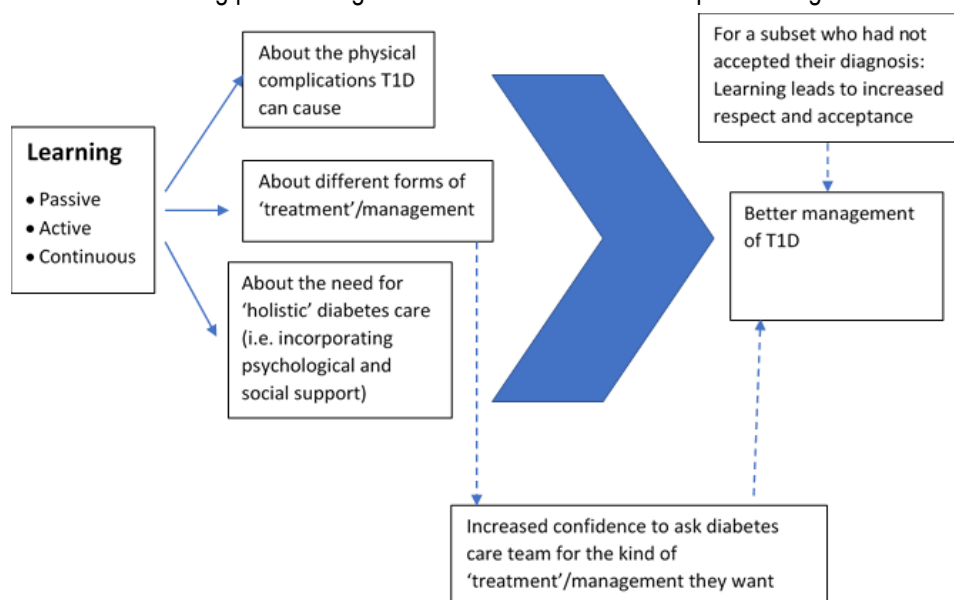 About the physical
complications T1D
can cause
For a subset who had not
accepted their diagnosis:
Learning leads to increased
respect and acceptance
Learning
• Passive
• Active
• Continuous
About different forms of
‘treatment’/management
Better management
of T1D
About the need for
‘holistic’ diabetes care
(i.e. incorporating
psychological and
social support)
Increased confidence to ask diabetes
care team for the kind of
‘treatment’/management they want